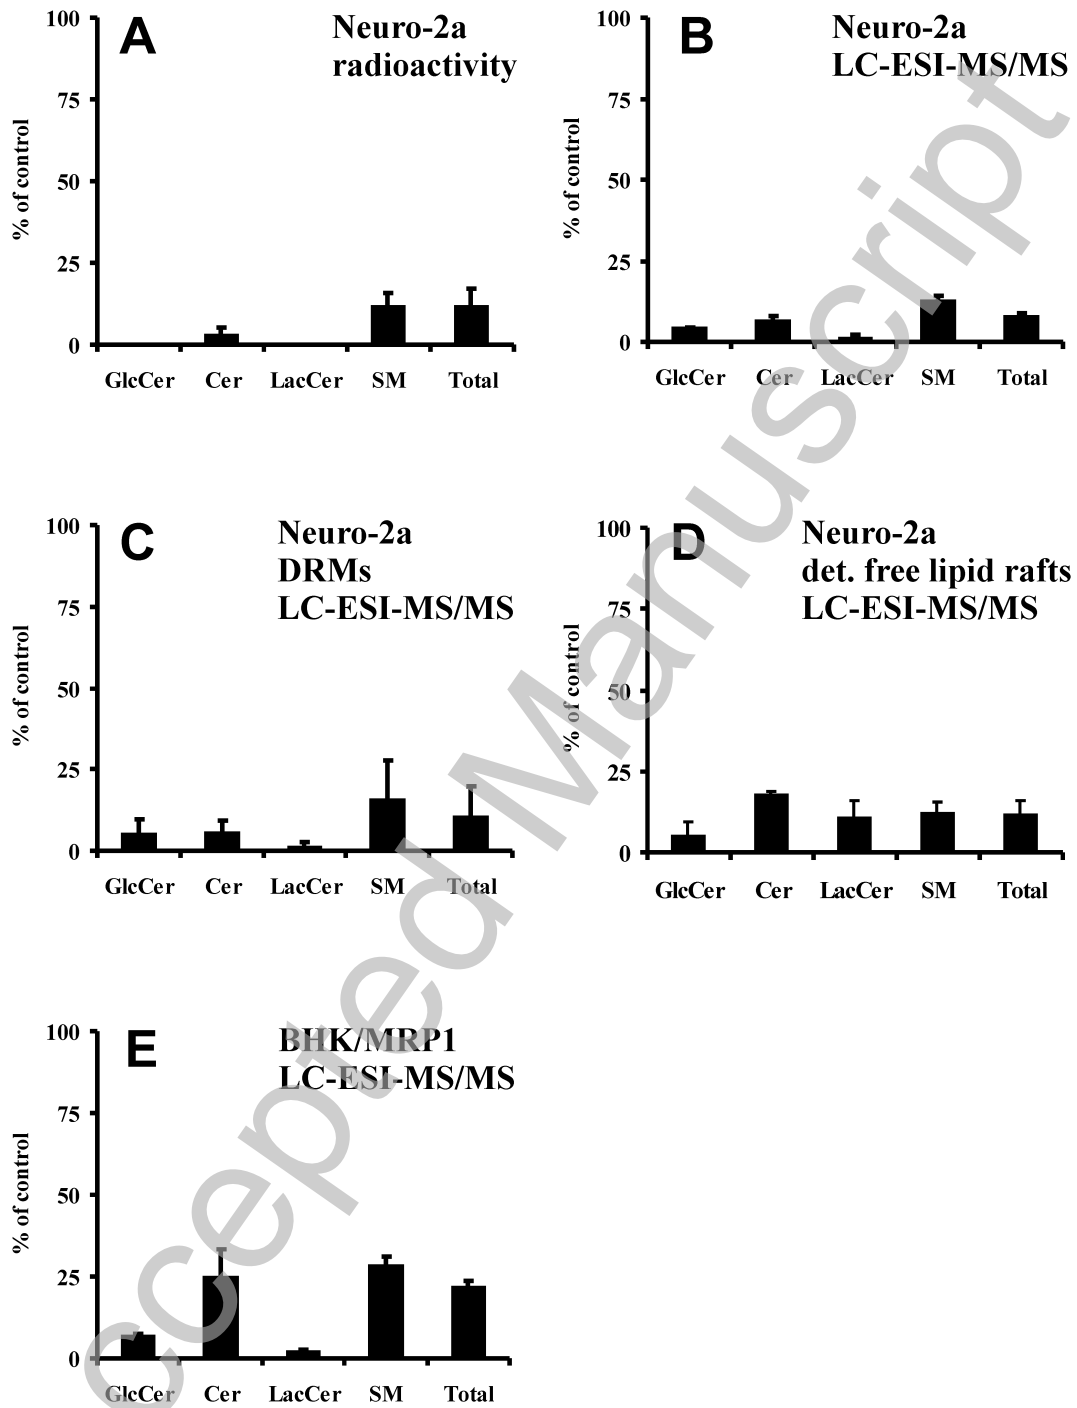 A
Neuro-2a
radioactivity
% of control
100
75
50
25
0
GlcCer Cer LacCer SM Total
B
Neuro-2a
LC-ESI-MS/MS
% of control
100
75
50
25
0
GlcCer Cer LacCer SM Total
C
Neuro-2a
DRMs
LC-ESI-MS/MS
% of control
100
75
50
25
0
GlcCer Cer LacCer SM Total
D
Neuro-2a
det. free lipid rafts
LC-ESI-MS/MS
% of control
100
75
50
25
0
GlcCer Cer LacCer SM Total
E
BHK/MRP1
LC-ESI-MS/MS
% of control
100
75
50
25
0
GlcCer Cer LacCer SM Total
ccepted Manuscript